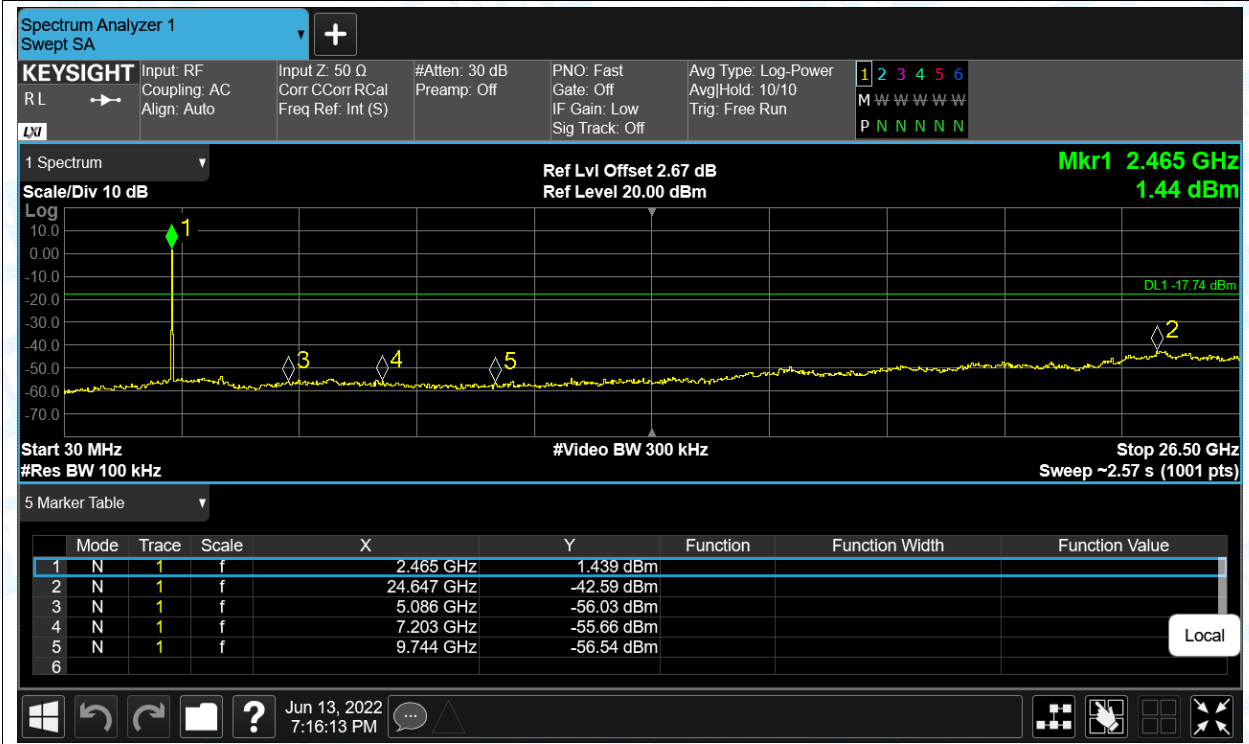 Spectrum Analyzer 1
Swept SA
+
KEYSIGHT Input: RF Input Z: 50 Ω #Atten: 30 dB PNO: Fast Avg Type: Log-Power 1 2 3 4 5 6
R L Coupling: AC Corr CCorr RCal Preamp: Off Gate: Off Avg|Hold: 10/10 M W W W W W
Align: Auto Freq Ref: Int (S) IF Gain: Low Trig: Free Run
LXI Sig Track: Off P N N N N N
1 Spectrum Ref Lvl Offset 2.67 dB Mkr1 2.465 GHz
Scale/Div 10 dB Ref Level 20.00 dBm 1.44 dBm
Log
1
10.0
0.00
-10.0
DL1 -17.74 dBm
-20.0
-30.0
2
-40.0
3 4 5
-50.0
-60.0
-70.0
Start 30 MHz #Video BW 300 kHz Stop 26.50 GHz
#Res BW 100 kHz Sweep ~2.57 s (1001 pts)
5 Marker Table
Mode Trace Scale X Y Function Function Width Function Value
1 N 1 f 2.465 GHz 1.439 dBm
2 N 1 f 24.647 GHz -42.59 dBm
3 N 1 f 5.086 GHz -56.03 dBm
4 N 1 f 7.203 GHz -55.66 dBm
5 N 1 f 9.744 GHz -56.54 dBm
6
Local
? Jun 13, 2022
7:16:13 PM